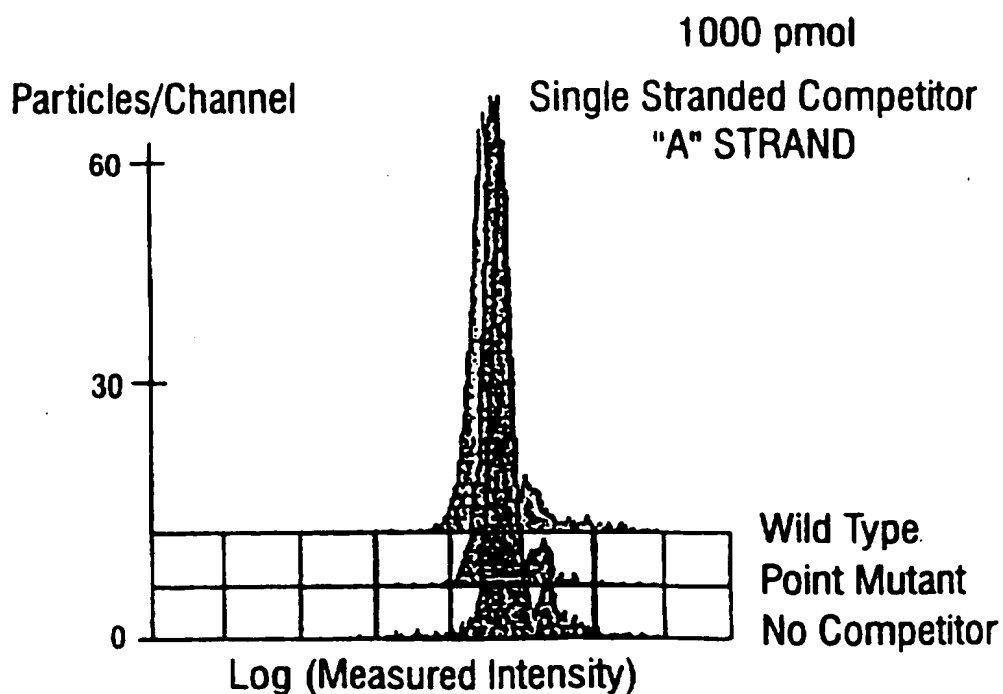 1000 pmol
Particles/Channel
Single Stranded Competitor
"A" STRAND
60
30
0
Wild Type
Point Mutant
No Competitor
Log (Measured Intensity)